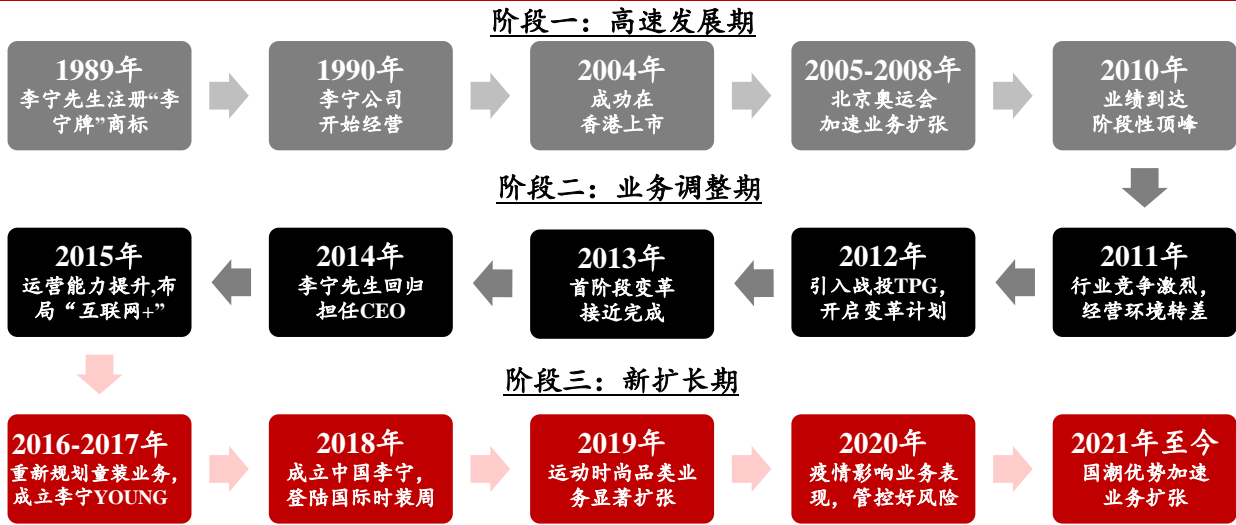 阶段一：高速发展期
1989年
李宁先生注册“李
宁牌”商标
1990年
李宁公司
开始经营
2004年
成功在
香港上市
2005-2008年
北京奥运会
加速业务扩张
2010年
业绩到达
阶段性顶峰
阶段二：业务调整期
2011年
行业竞争激烈，
经营环境转差
2012年
引入战投TPG，
开启变革计划
2013年
首阶段变革
接近完成
2014年
李宁先生回归
担任CEO
2015年
运营能力提升,布
局“互联网+”
阶段三：新扩长期
2016-2017年
重新规划童装业务，
成立李宁YOUNG
2018年
成立中国李宁，
登陆国际时装周
2019年
运动时尚品类业
务显著扩张
2020年
疫情影响业务表
现，管控好风险
2021年至今
国潮优势加速
业务扩张